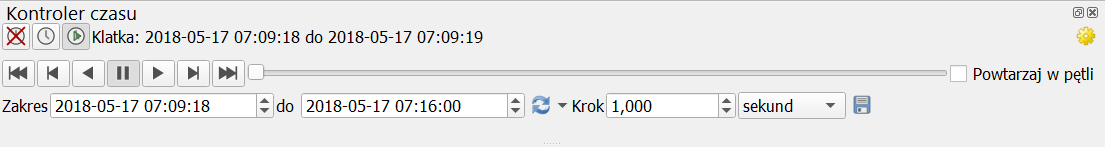 Kontroler czasu
Klatka: 2018-05-17 07:09:18 do 2018-05-17 07:09:19
Powtarzaj w pętli
Zakres 2018-05-17 07:09:18 do 2018-05-17 07:16:00 Krok 1,000 sekund